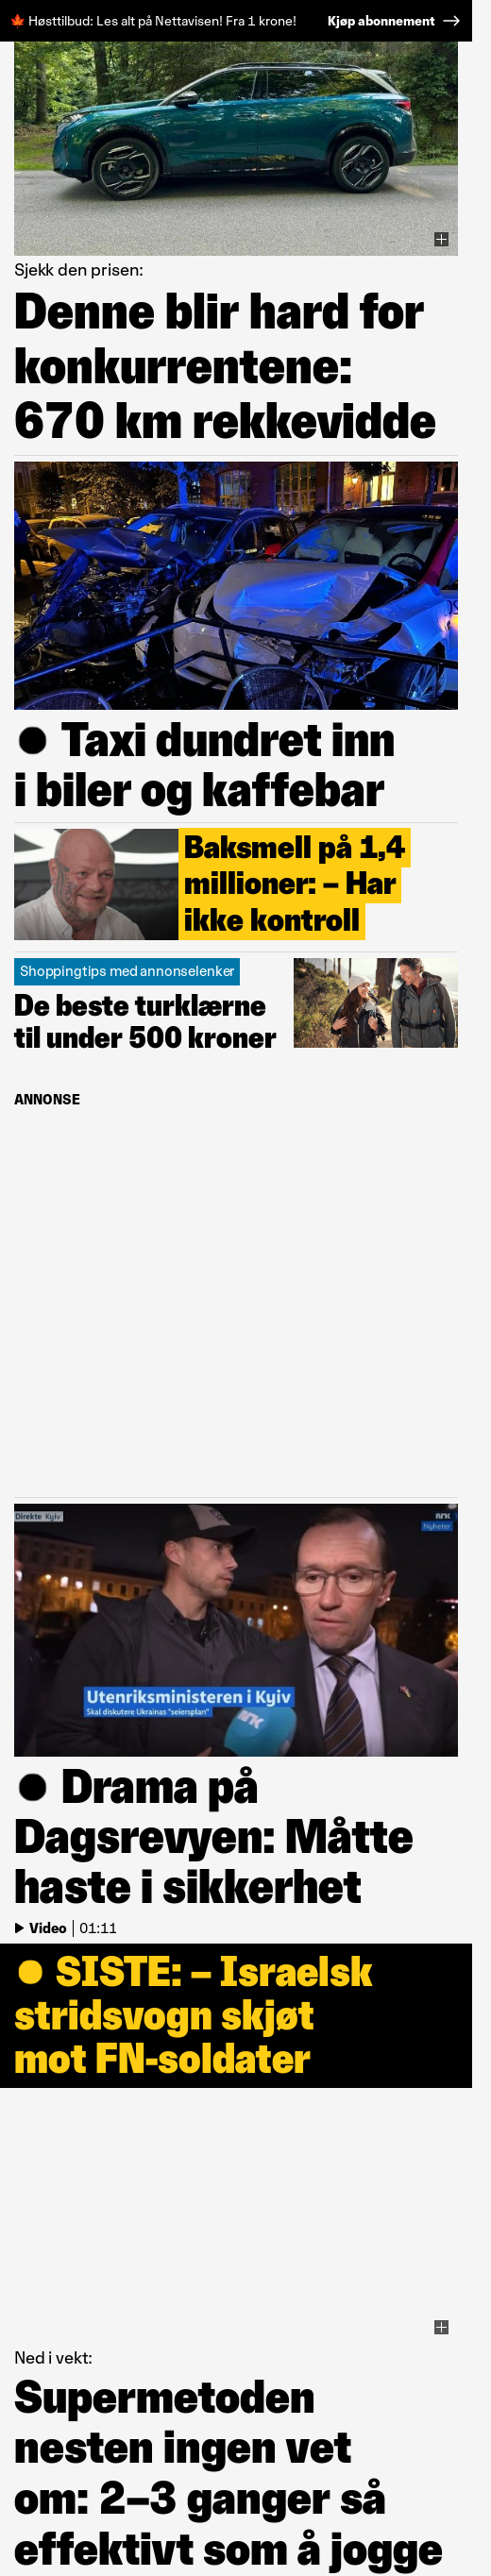 Høsttilbud: Les alt på Nettavisen! Fra 1 krone! Kjøp abonnement
Sjekk den prisen:
Denne blir hard for
konkurrentene:
670 km rekkevidde
Taxi dundret inn
i biler og kaffebar
Baksmell på 1,4
millioner: – Har
ikke kontroll
Shoppingtips med annonselenker
De beste turklærne
til under 500 kroner
ANNONSE
Direkte Kyiv
NRK
Nyheter
Utenriksministeren i Kyiv
Skal diskutere Ukrainas "seiersplan"
NRK
Drama på
Dagsrevyen: Måtte
haste i sikkerhet
Video | 01:11
SISTE: – Israelsk
stridsvogn skjøt
mot FN-soldater
Ned i vekt:
Supermetoden
nesten ingen vet
om: 2–3 ganger så
effektivt som å jogge